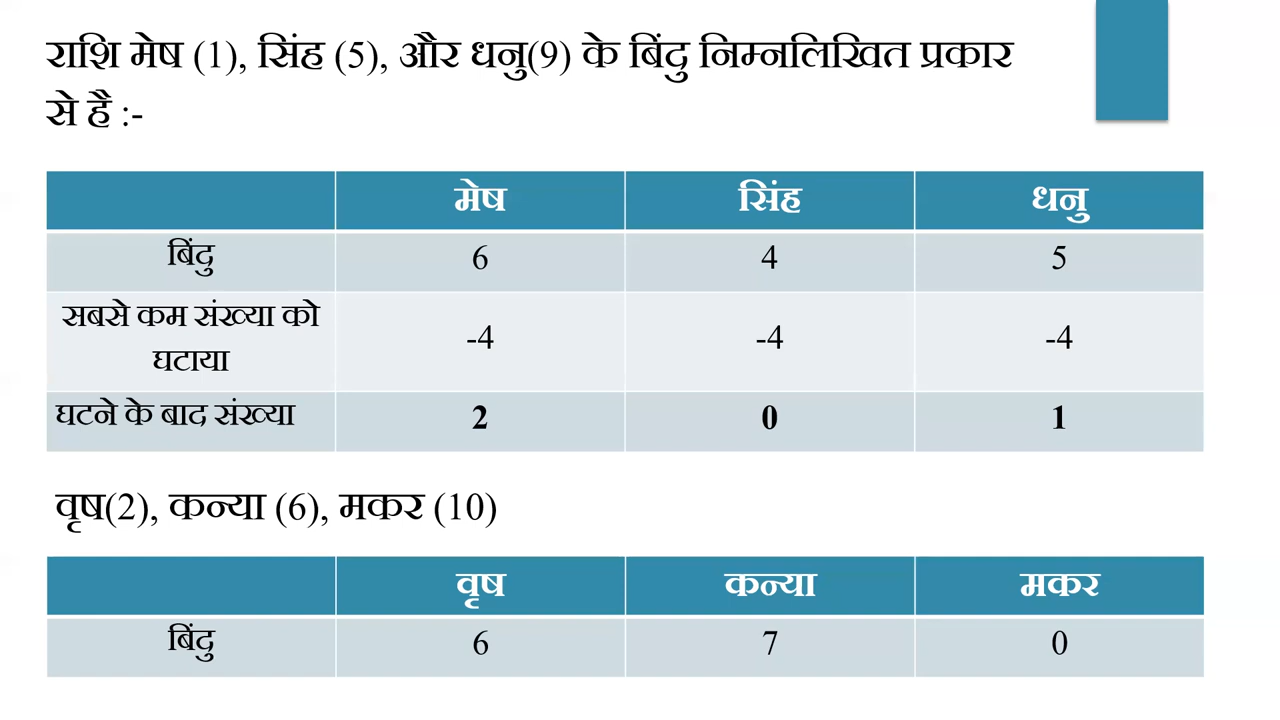 राशि मेष (1), सिंह (5), और धनु(9) के बिंदु निम्नलिखित प्रकार
से है :-
मेष सिंह धनु
बिंदु 6 4 5
सबसे कम संख्या को
घटाया -4 -4 -4
घटने के बाद संख्या 2 0 1
वृष(2), कन्या (6), मकर (10)
वृष कन्या मकर
बिंदु 6 7 0